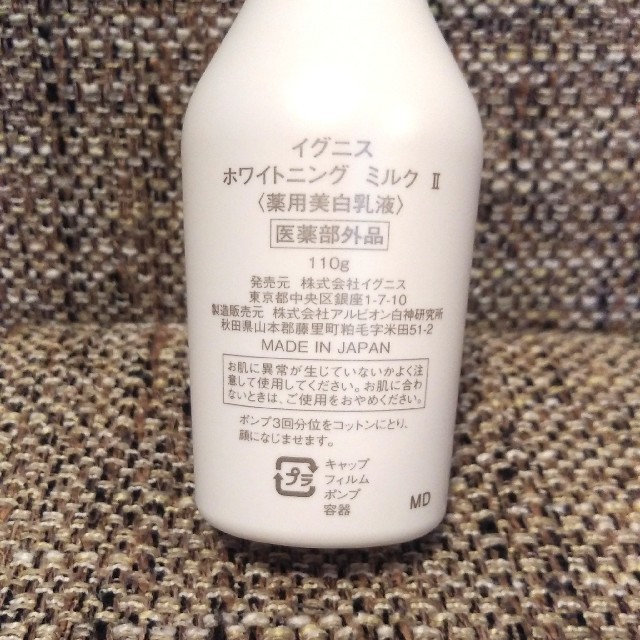 イグニス
ホワイトニング ミルク Ⅱ
〈薬用美白乳液〉
医薬部外品
110g
発売元 株式会社イグニス
東京都中央区銀座1-7-10
製造販売元 株式会社アルビオン白神研究所
秋田県山本郡藤里町粕毛字米田51-2
MADE IN JAPAN
お肌に異常が生じていないかよく注
意して使用してください。お肌に合わ
ないときは、ご使用をおやめください。
ポンプ3回分位をコットンにとり、
顔になじませます。
プラ
キャップ
フィルム
ポンプ
容器
MD